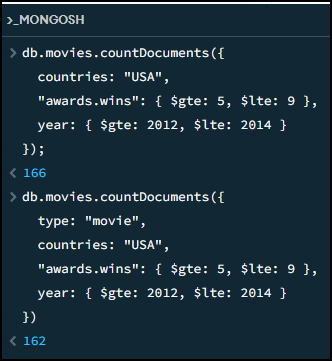 >_MONGOSH
> db.movies.countDocuments({
countries: "USA",
"awards.wins": { $gte: 5, $lte: 9 },
year: { $gte: 2012, $lte: 2014 }
});
< 166
> db.movies.countDocuments({
type: "movie",
countries: "USA",
"awards.wins": { $gte: 5, $lte: 9 },
year: { $gte: 2012, $lte: 2014 }
})
< 162